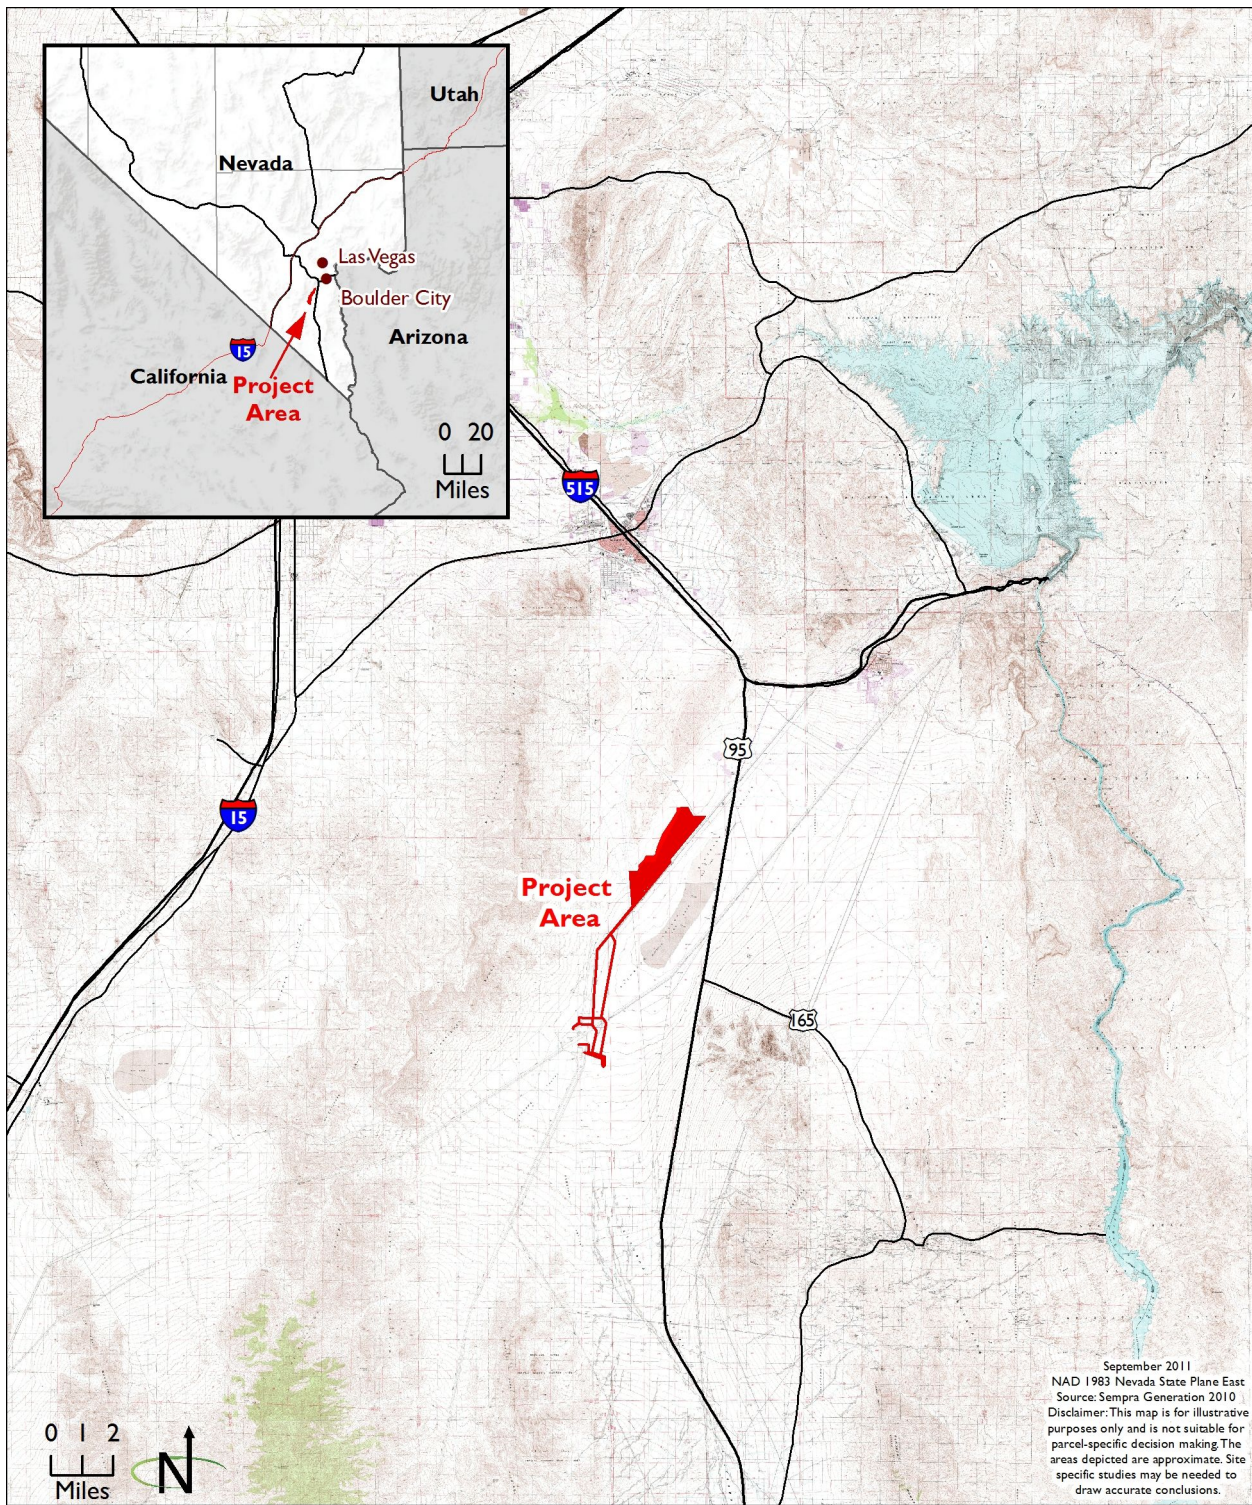 Utah
Nevada
Las Vegas
Boulder City
Arizona
15
California
Project
Area
0 20
Miles
515
95
15
Project
Area
165
September 2011
NAD 1983 Nevada State Plane East
Source: Sempra Generation 2010
Disclaimer: This map is for illustrative
purposes only and is not suitable for
parcel-specific decision making. The
areas depicted are approximate. Site
specific studies may be needed to
draw accurate conclusions.
0 1 2
Miles
N